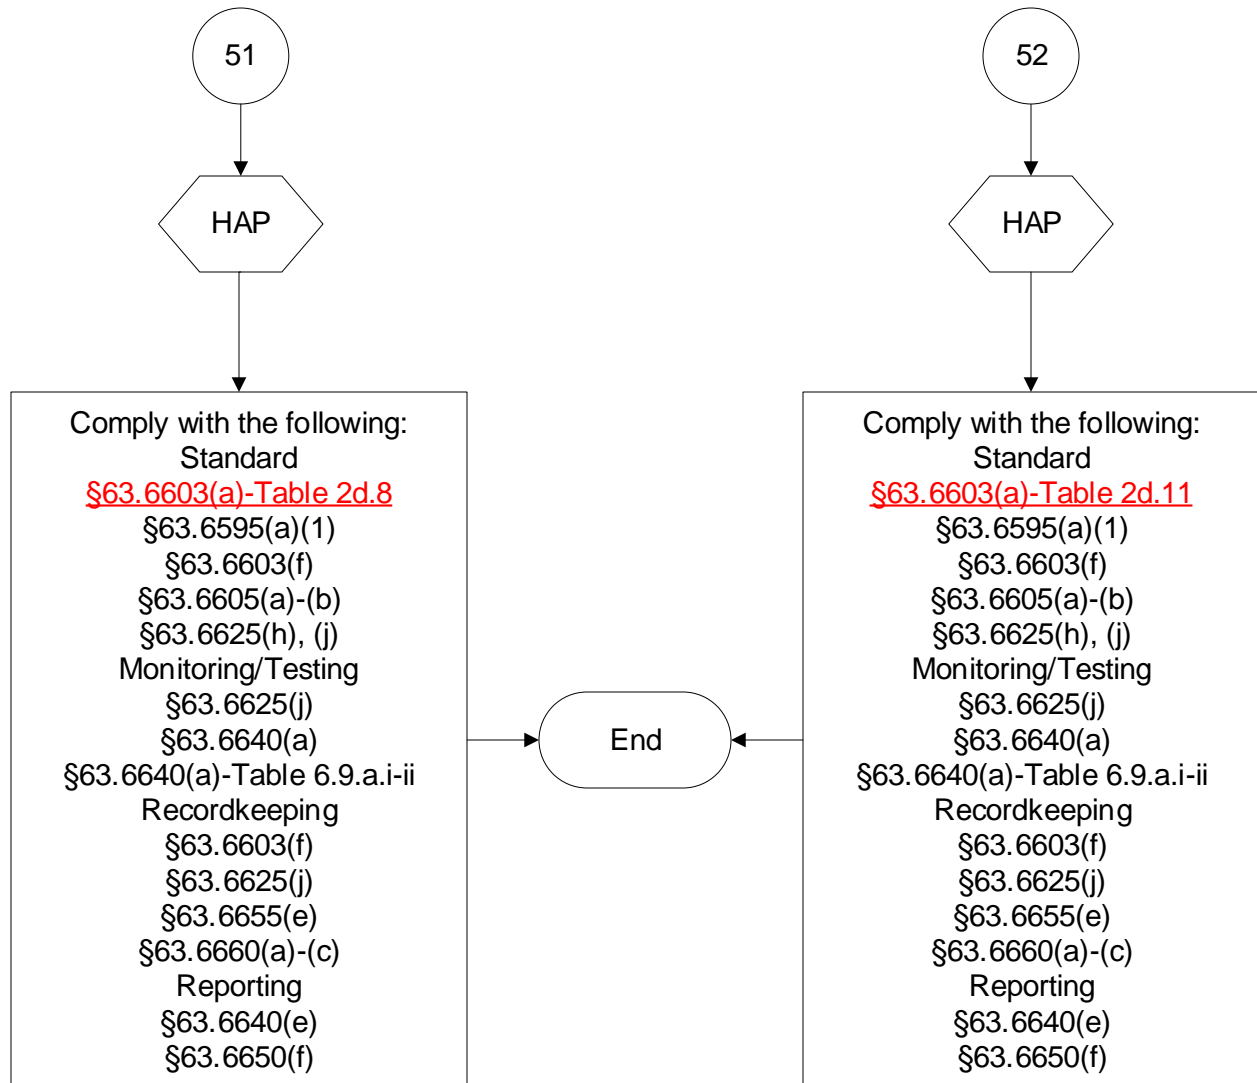 51
HAP
Comply with the following:
Standard
§63.6603(a)-Table 2d.8
§63.6595(a)(1)
§63.6603(f)
§63.6605(a)-(b)
§63.6625(h), (j)
Monitoring/Testing
§63.6625(j)
§63.6640(a)
§63.6640(a)-Table 6.9.a.i-ii
Recordkeeping
§63.6603(f)
§63.6625(j)
§63.6655(e)
§63.6660(a)-(c)
Reporting
§63.6640(e)
§63.6650(f)
End
52
HAP
Comply with the following:
Standard
§63.6603(a)-Table 2d.11
§63.6595(a)(1)
§63.6603(f)
§63.6605(a)-(b)
§63.6625(h), (j)
Monitoring/Testing
§63.6625(j)
§63.6640(a)
§63.6640(a)-Table 6.9.a.i-ii
Recordkeeping
§63.6603(f)
§63.6625(j)
§63.6655(e)
§63.6660(a)-(c)
Reporting
§63.6640(e)
§63.6650(f)